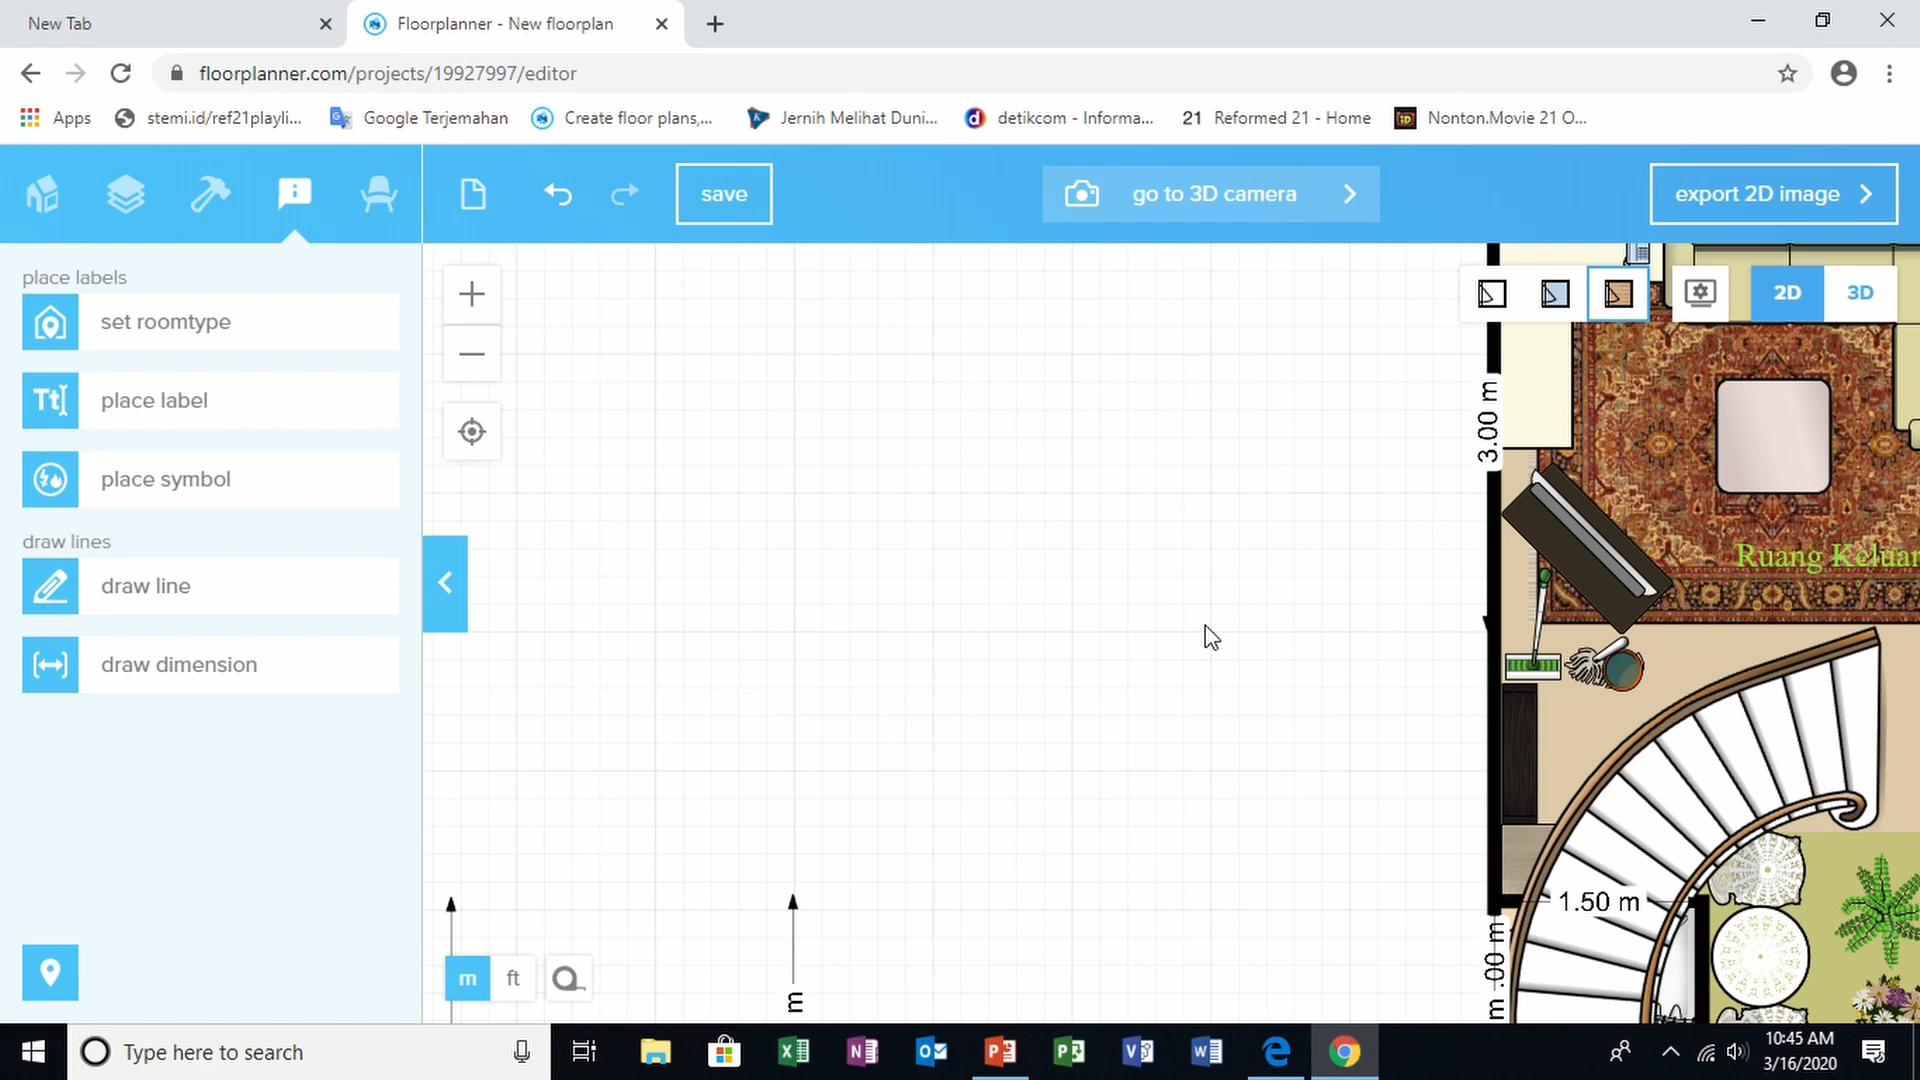 New Tab
Floorplanner - New floorplan
floorplanner.com/projects/19927997/editor
Apps
stemi.id/ref21playli...
Google Terjemahan
Create floor plans,...
Jernih Melihat Duni...
detikcom - Informa...
21 Reformed 21 - Home
Nonton.Movie 21 O...
save
go to 3D camera
export 2D image
place labels
set roomtype
place label
place symbol
draw lines
draw line
draw dimension
2D
3D
3.00 m
Ruang Keluar
1.50 m
.00 m
m
m
m ft
Type here to search
10:45 AM
3/16/2020